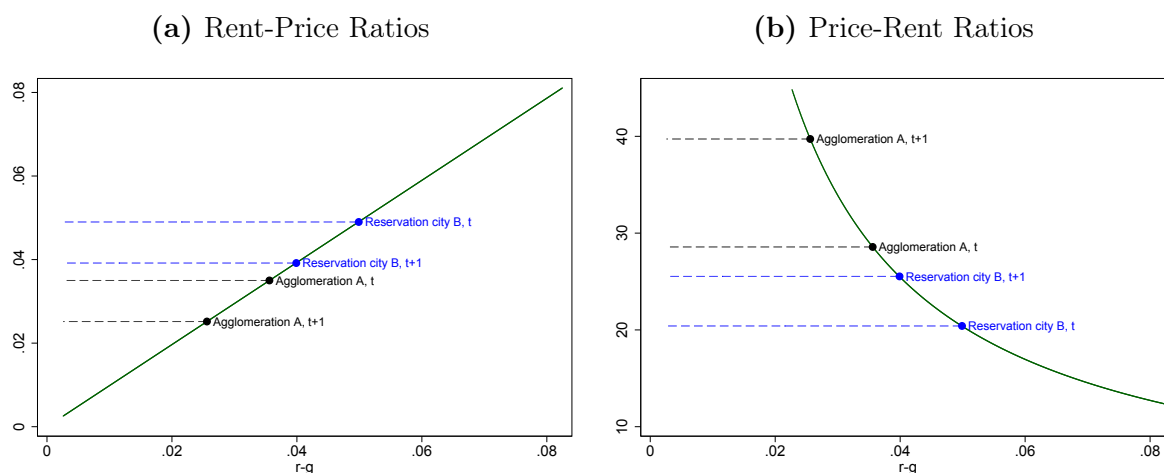 (a) Rent-Price Ratios
.08
.06
.04
.02
0
Reservation city B, t
Reservation city B, t+1
Agglomeration A, t
Agglomeration A, t+1
0 .02 .04 .06 .08
r-g
(b) Price-Rent Ratios
40
30
20
10
Agglomeration A, t+1
Agglomeration A, t
Reservation city B, t+1
Reservation city B, t
0 .02 .04 .06 .08
r-g